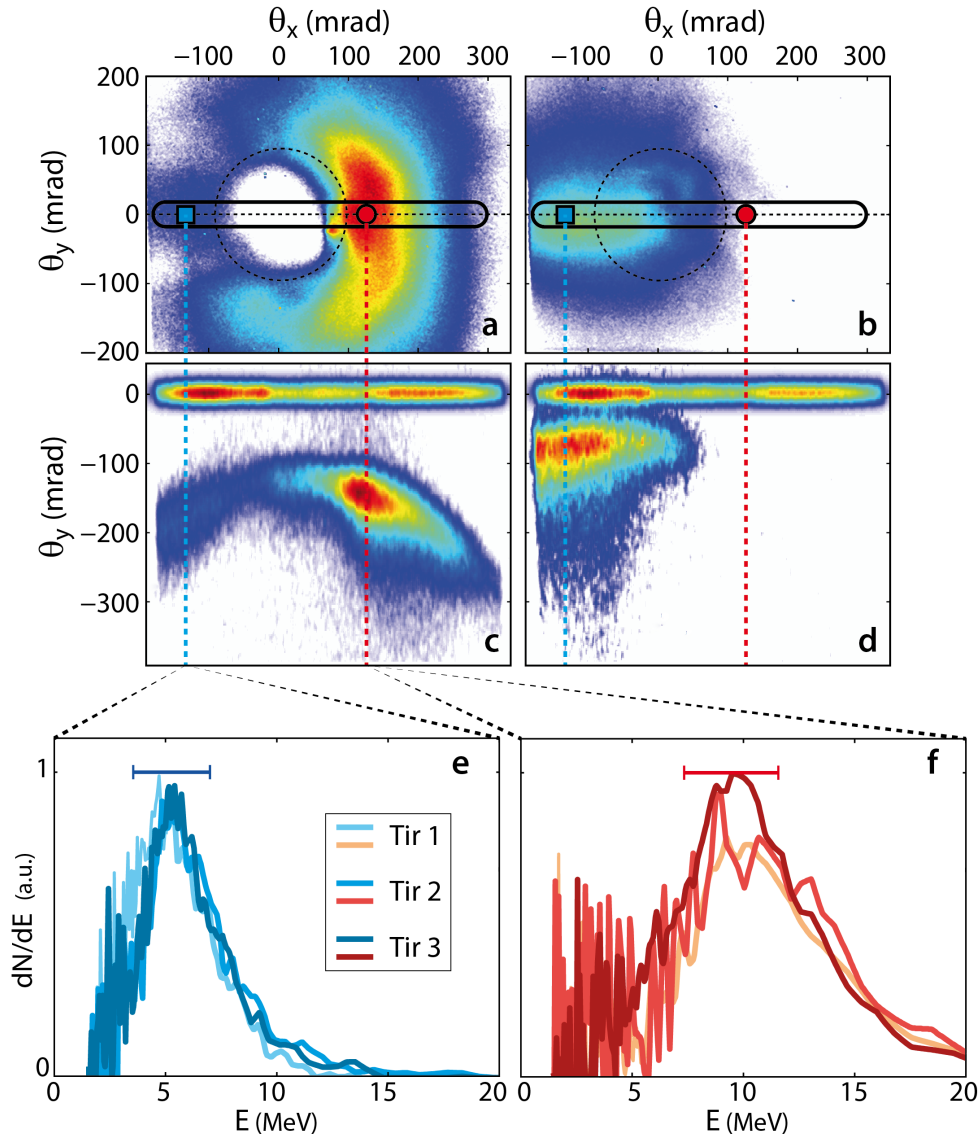 θx (mrad) θx (mrad)
−100 0 100 200 300 −100 0 100 200 300
200
100
0
−100
−200
θy (mrad)
a b
0
−100
−200
−300
θy (mrad)
c d
e f
1
0
dN/dE (a.u.)
Tir 1
Tir 2
Tir 3
0 5 10 15 20 0 5 10 15 20
E (MeV) E (MeV)